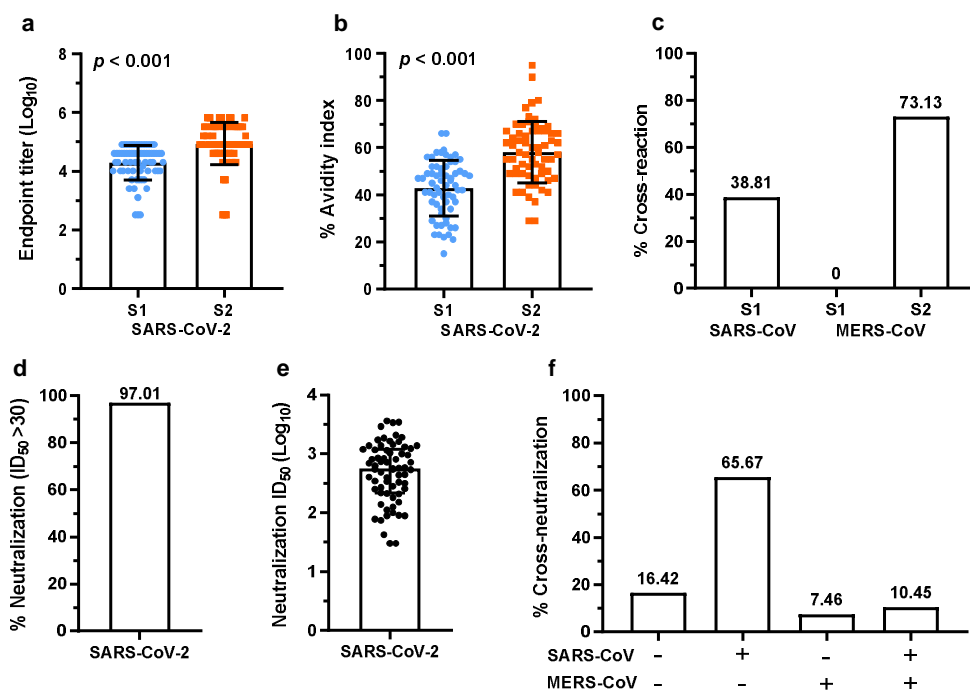 a
p < 0.001
Endpoint titer (Log10)
8
6
4
2
0
S1 S2
SARS-CoV-2
b
p < 0.001
% Avidity index
100
80
60
40
20
0
S1 S2
SARS-CoV-2
c
% Cross-reaction
100
80
60
40
20
0
38.81
0
73.13
S1 S1 S2
SARS-CoV MERS-CoV
d
% Neutralization (ID50>30)
100
80
60
40
20
0
97.01
SARS-CoV-2
e
Neutralization ID50 (Log10)
4
3
2
1
0
SARS-CoV-2
f
% Cross-neutralization
100
80
60
40
20
0
16.42
65.67
7.46
10.45
SARS-CoV - + - +
MERS-CoV - - + +